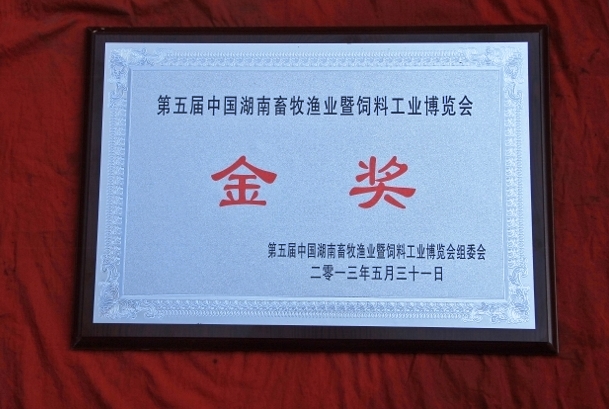 第五届中国湖南畜牧渔业暨饲料工业博览会
金奖
第五届中国湖南畜牧渔业暨饲料工业博览会组委会
二零一三年五月三十一日